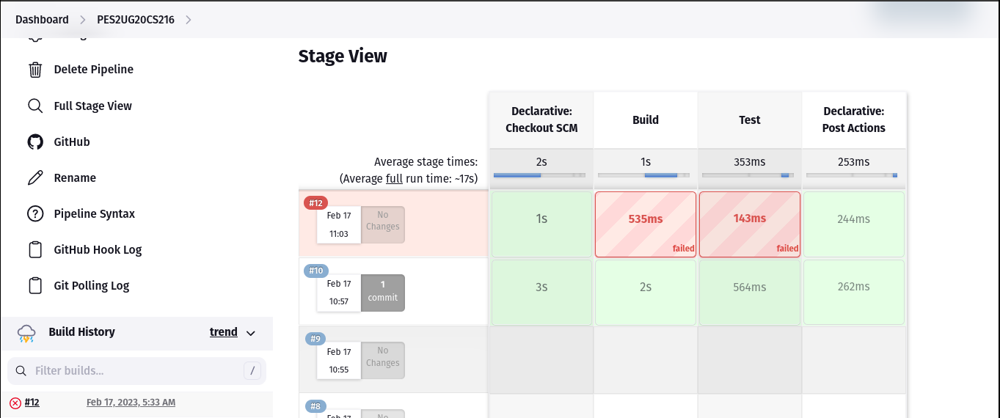 Dashboard
PES2UG20CS216
Delete Pipeline
Full Stage View
GitHub
Rename
Pipeline Syntax
GitHub Hook Log
Git Polling Log
Build History
trend
Filter builds...
/
#12
Feb 17, 2023, 5:33 AM
Stage View
Declarative:
Checkout SCM
Build
Test
Declarative:
Post Actions
Average stage times:
(Average full run time: ~17s)
2s
1s
353ms
253ms
#12
Feb 17
11:03
No
Changes
1s
535ms
failed
143ms
failed
244ms
#10
Feb 17
10:57
1
commit
3s
2s
564ms
262ms
#9
Feb 17
10:55
No
Changes
#8
Feb 17
No